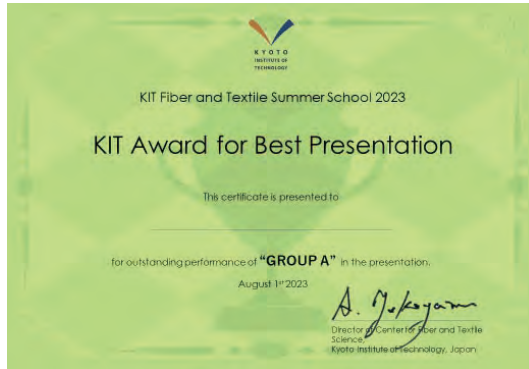 KYOTO
INSTITUTE OF
TECHNOLOGY
KIT Fiber and Textile Summer School 2023
KIT Award for Best Presentation
This certificate is presented to
for outstanding performance of "GROUP A" in the presentation.
August 1st 2023
A. Yokoyama
Director of Center for Fiber and Textile
Science,
Kyoto Institute of Technology, Japan